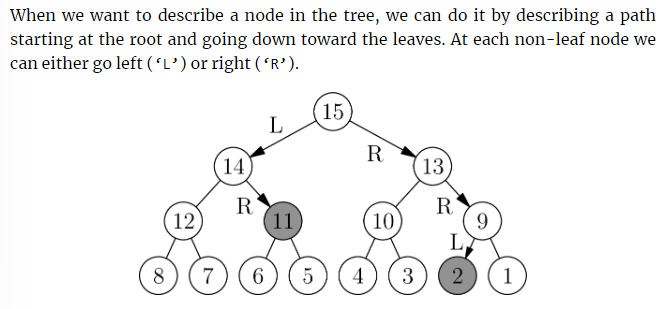 When we want to describe a node in the tree, we can do it by describing a path
starting at the root and going down toward the leaves. At each non-leaf node we
can either go left (‘L’) or right (‘R’).
15
L
R
14
13
R
R
12
11
10
9
L
8 7 6 5 4 3 2 1